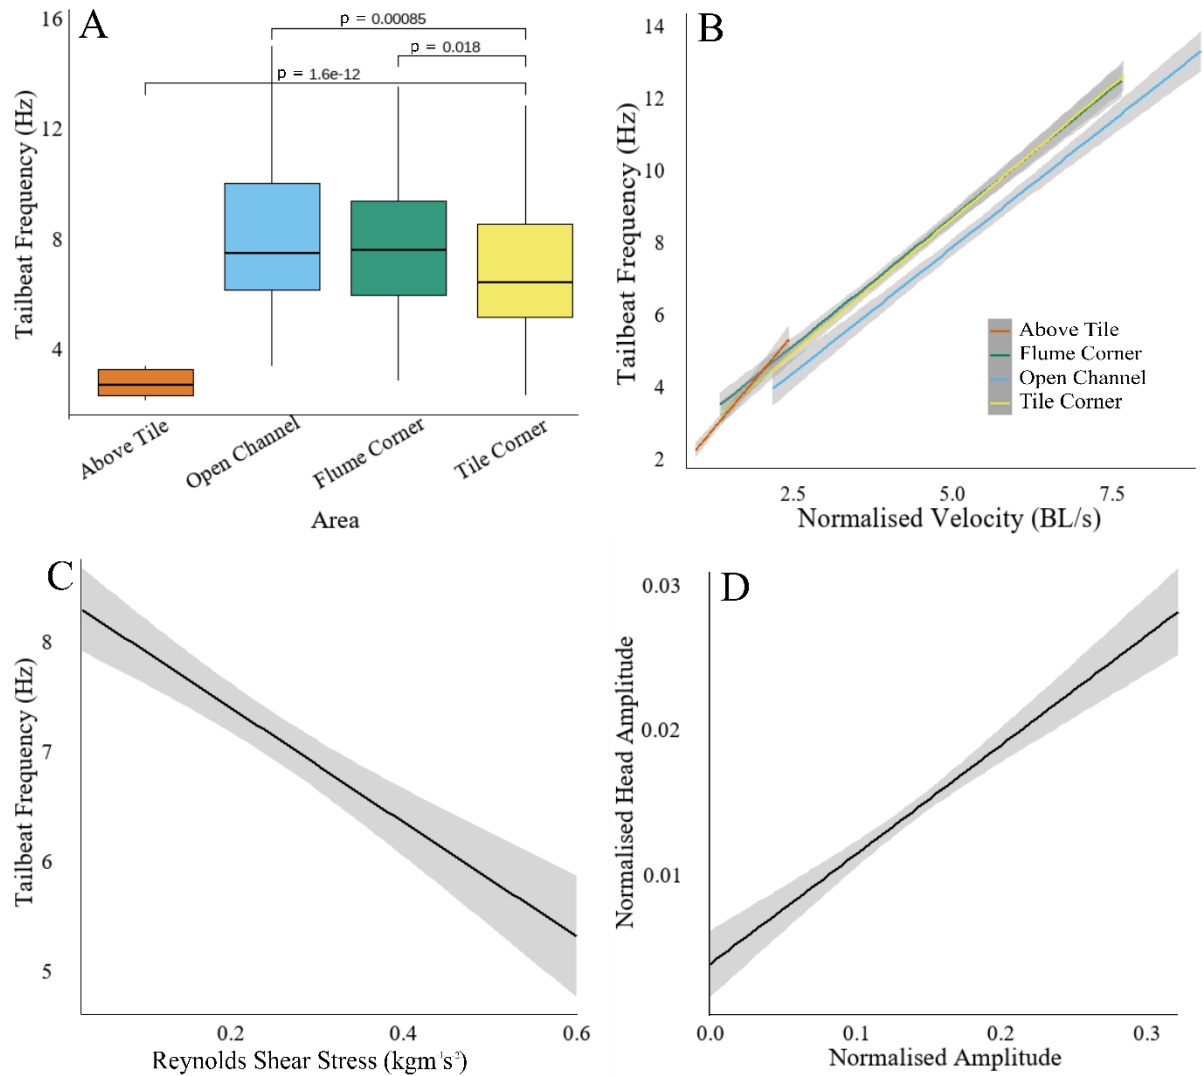 A
16
12
8
4
Tailbeat Frequency (Hz)
p = 0.00085
p = 0.018
p = 1.6e-12
Above Tile
Open Channel
Flume Corner
Tile Corner
Area
B
14
12
10
8
6
4
2
Tailbeat Frequency (Hz)
Above Tile
Flume Corner
Open Channel
Tile Corner
2.5 5.0 7.5
Normalised Velocity (BL/s)
C
8
7
6
5
Tailbeat Frequency (Hz)
0.2 0.4 0.6
Reynolds Shear Stress (kgm⁻¹s⁻²)
D
0.03
0.02
0.01
Normalised Head Amplitude
0.0 0.1 0.2 0.3
Normalised Amplitude